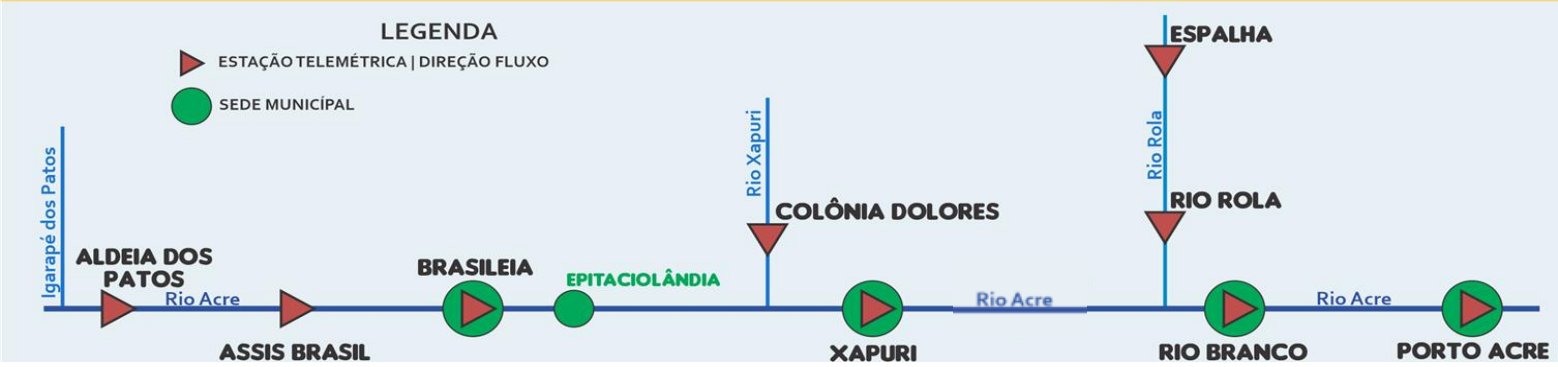 LEGENDA
ESTAÇÃO TELEMÉTRICA | DIREÇÃO FLUXO
SEDE MUNICÍPAL
Igarapé dos Patos
ALDEIA DOS
PATOS
Rio Acre
ASSIS BRASIL
BRASILEIA
EPITACIOLÂNDIA
Rio Xapuri
COLÔNIA DOLORES
XAPURI
Rio Acre
ESPALHA
Rio Rola
RIO ROLA
RIO BRANCO
Rio Acre
PORTO ACRE